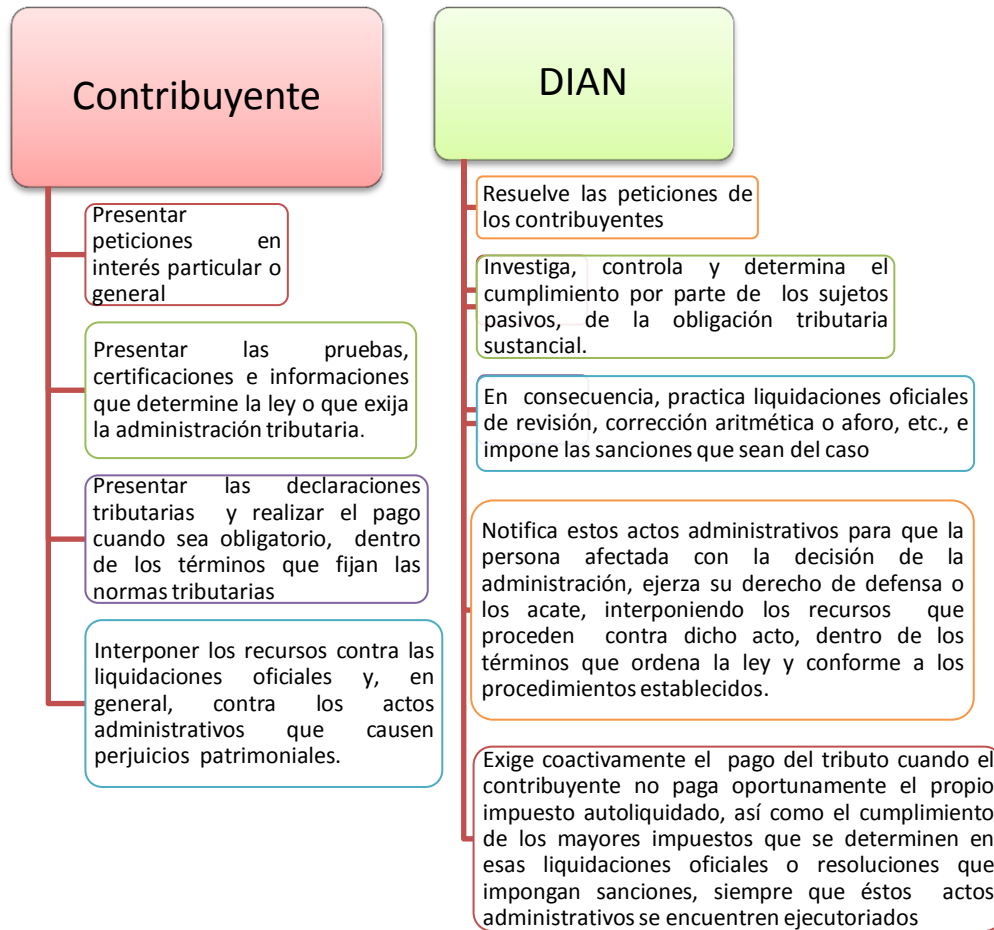 Contribuyente
Presentar
peticiones en
interés particular o
general
Presentar las pruebas,
certificaciones e informaciones
que determine la ley o que exija
la administración tributaria.
Presentar las declaraciones
tributarias y realizar el pago
cuando sea obligatorio, dentro
de los términos que fijan las
normas tributarias
Interponer los recursos contra las
liquidaciones oficiales y, en
general, contra los actos
administrativos que causen
perjuicios patrimoniales.
DIAN
Resuelve las peticiones de
los contribuyentes
Investiga, controla y determina el
cumplimiento por parte de los sujetos
pasivos, de la obligación tributaria
sustancial.
En consecuencia, practica liquidaciones oficiales
de revisión, corrección aritmética o aforo, etc., e
impone las sanciones que sean del caso
Notifica estos actos administrativos para que la
persona afectada con la decisión de la
administración, ejerza su derecho de defensa o
los acate, interponiendo los recursos que
proceden contra dicho acto, dentro de los
términos que ordena la ley y conforme a los
procedimientos establecidos.
Exige coactivamente el pago del tributo cuando el
contribuyente no paga oportunamente el propio
impuesto autoliquidado, así como el cumplimiento
de los mayores impuestos que se determinen en
esas liquidaciones oficiales o resoluciones que
impongan sanciones, siempre que éstos actos
administrativos se encuentren ejecutoriados